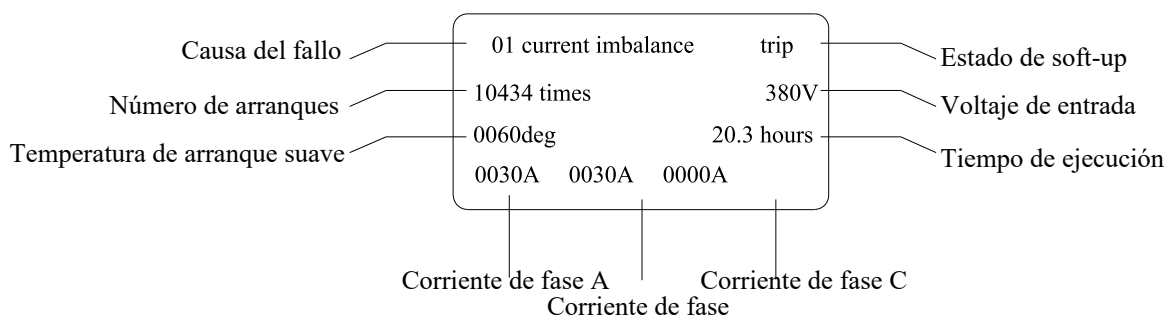 Causa del fallo
01 current imbalance trip
Estado de soft-up
Número de arranques
10434 times 380V
Voltaje de entrada
Temperatura de arranque suave
0060deg 20.3 hours
Tiempo de ejecución
0030A 0030A 0000A
Corriente de fase A
Corriente de fase C
Corriente de fase